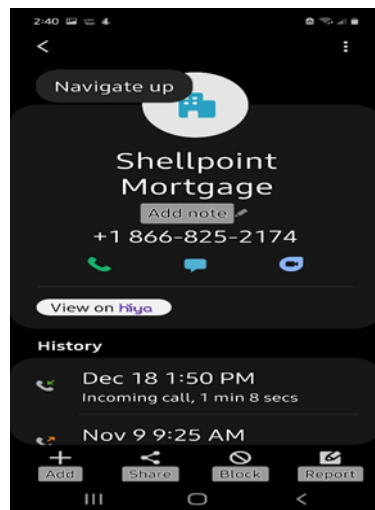 2:40
Navigate up
Shellpoint
Mortgage
Add note
+1 866-825-2174
View on hiya
History
Dec 18 1:50 PM
Incoming call, 1 min 8 secs
Nov 9 9:25 AM
Add
Share
Block
Report